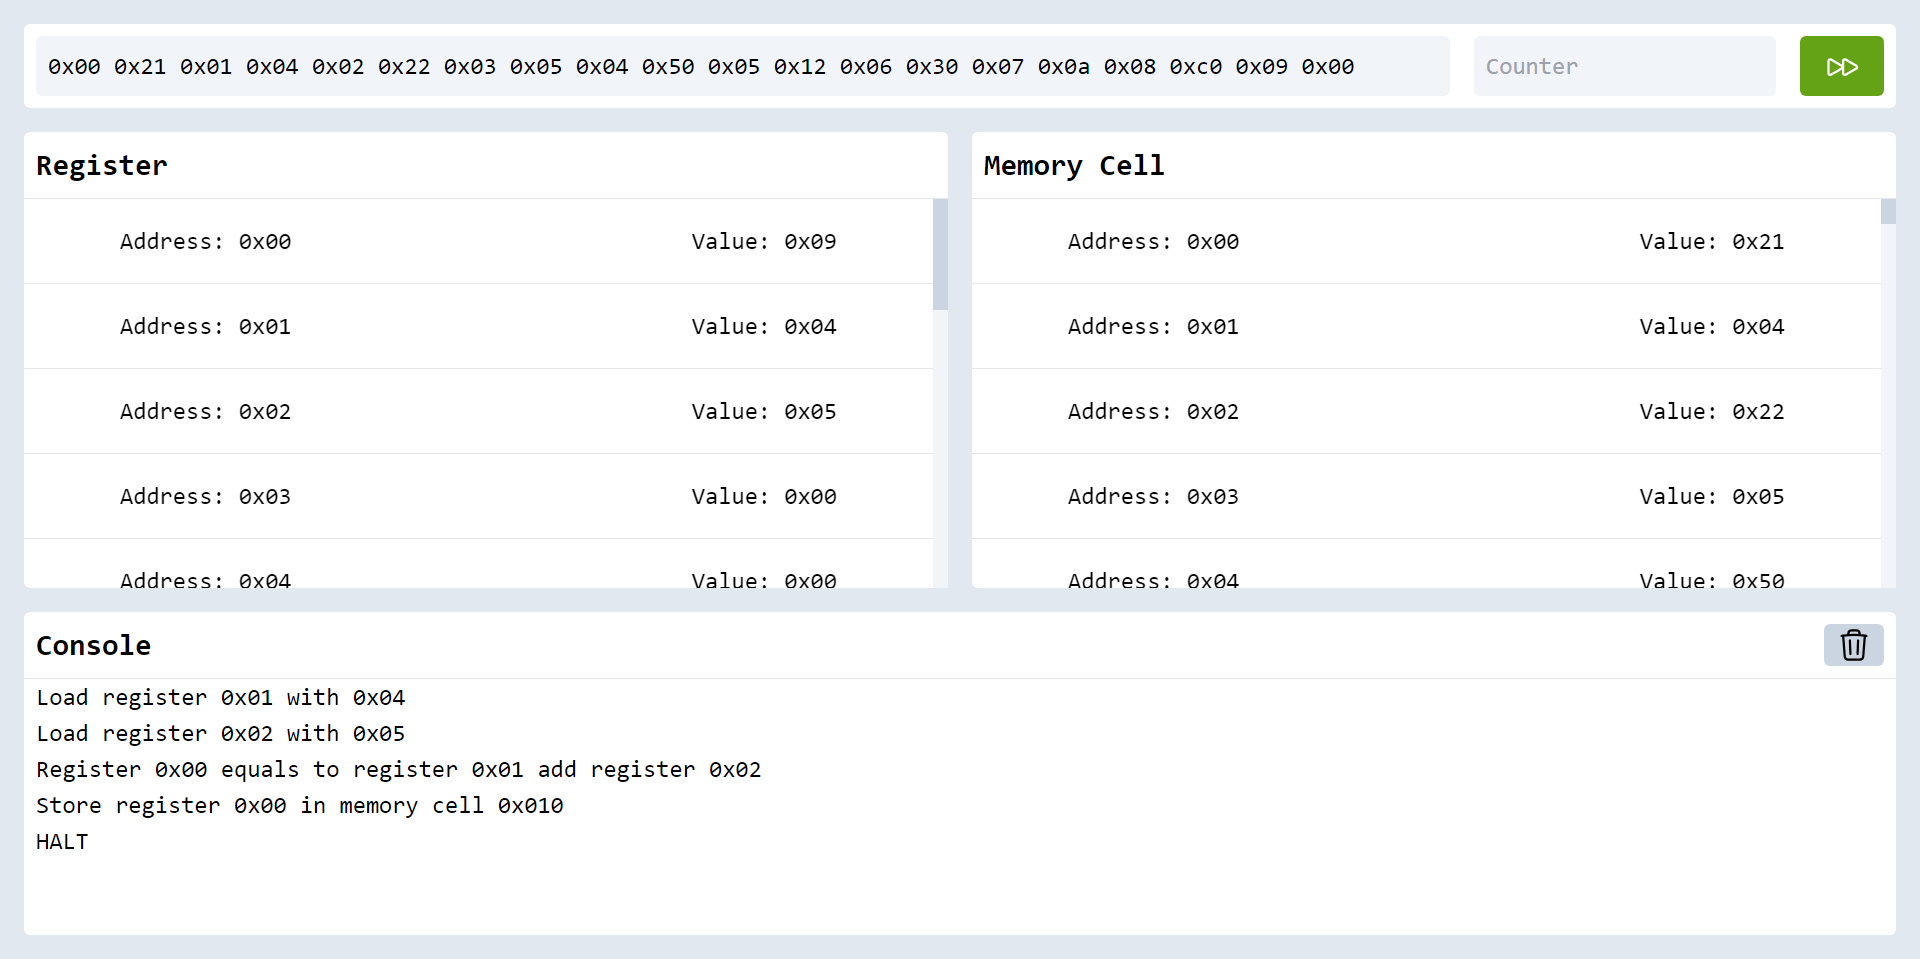 0x00 0x21 0x01 0x04 0x02 0x22 0x03 0x05 0x04 0x50 0x05 0x12 0x06 0x30 0x07 0x0a 0x08 0xc0 0x09 0x00
Counter
Register
Address: 0x00 Value: 0x09
Address: 0x01 Value: 0x04
Address: 0x02 Value: 0x05
Address: 0x03 Value: 0x00
Address: 0x04 Value: 0x00
Memory Cell
Address: 0x00 Value: 0x21
Address: 0x01 Value: 0x04
Address: 0x02 Value: 0x22
Address: 0x03 Value: 0x05
Address: 0x04 Value: 0x50
Console
Load register 0x01 with 0x04
Load register 0x02 with 0x05
Register 0x00 equals to register 0x01 add register 0x02
Store register 0x00 in memory cell 0x010
HALT